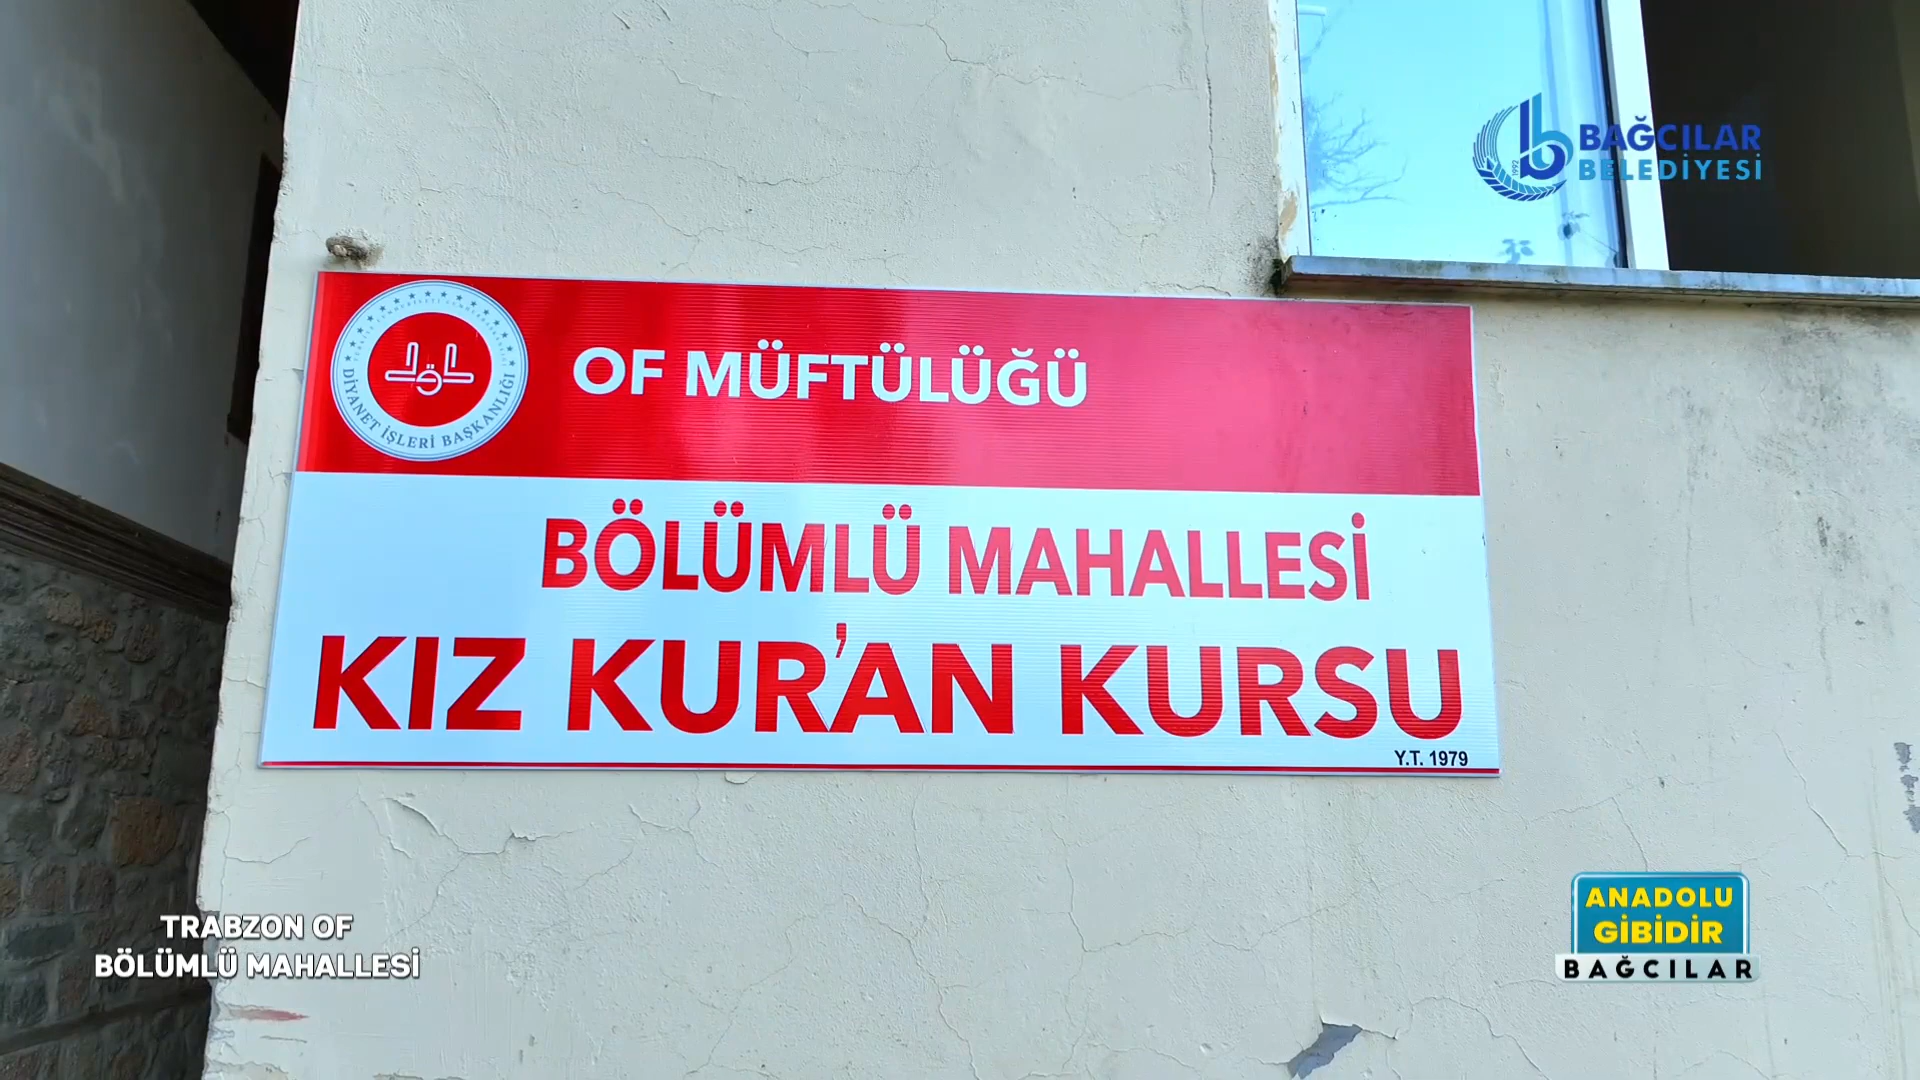 1992
BAĞCILAR
BELEDİYESİ
DİYANET İŞLERİ BAŞKANLIĞI
OF MÜFTÜLÜĞÜ
BÖLÜMLÜ MAHALLESİ
KIZ KUR'AN KURSU
Y.T. 1979
TRABZON OF
BÖLÜMLÜ MAHALLESİ
ANADOLU
GİBİDİR
BAĞCILAR